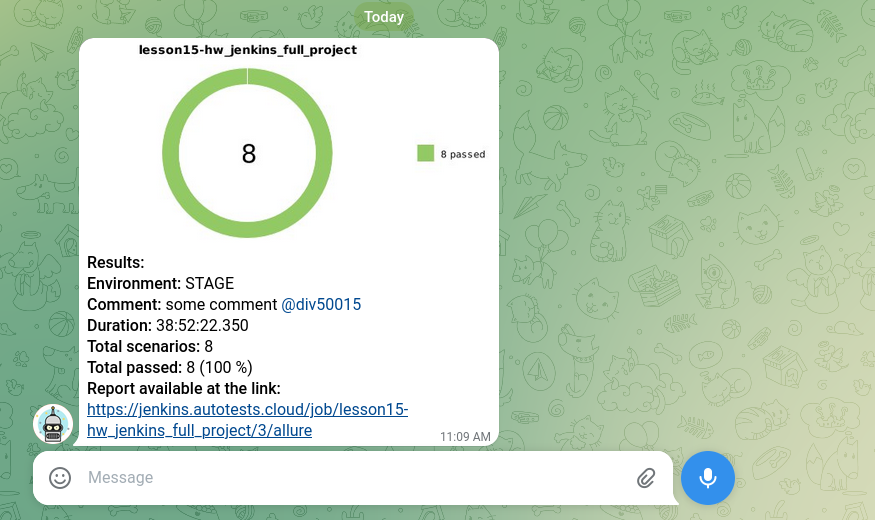 Today
lesson15-hw_jenkins_full_project
8
8 passed
Results:
Environment: STAGE
Comment: some comment @div50015
Duration: 38:52:22.350
Total scenarios: 8
Total passed: 8 (100 %)
Report available at the link:
https://jenkins.autotests.cloud/job/lesson15-
hw_jenkins_full_project/3/allure
11:09 AM
Message